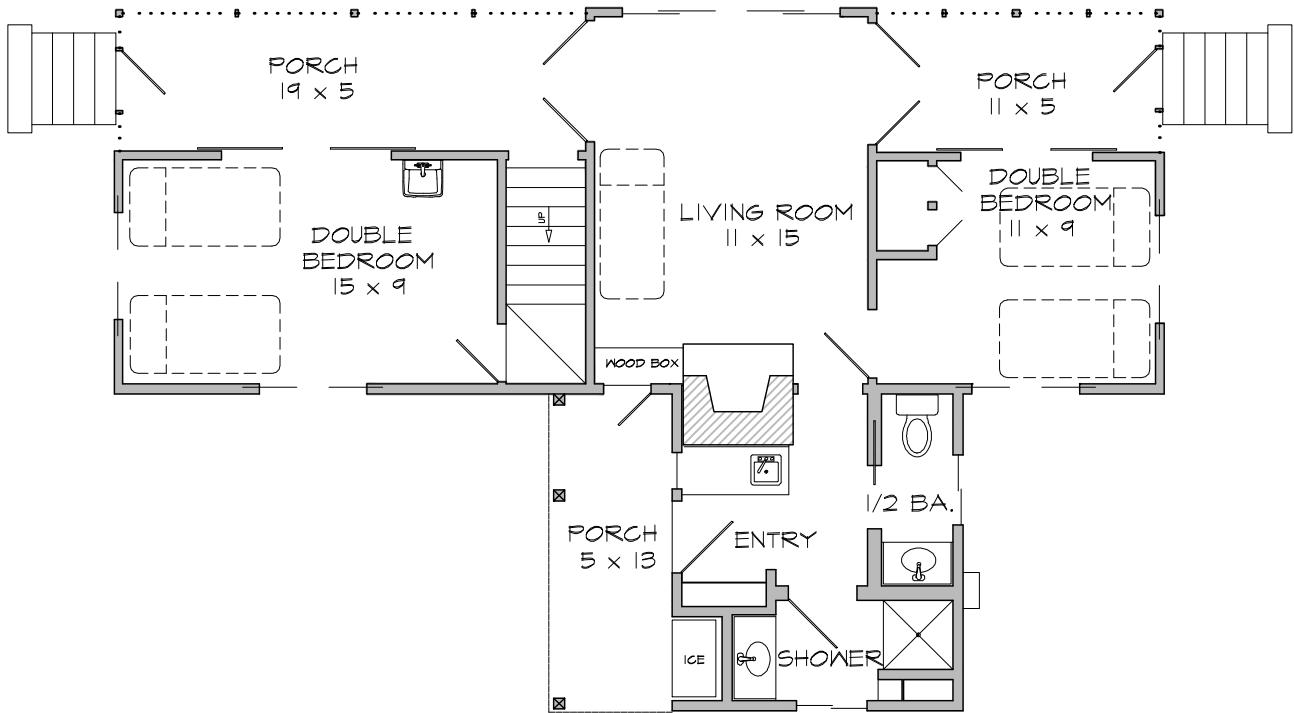 PORCH
19 x 5
PORCH
11 x 5
DOUBLE
BEDROOM
15 x 9
UP
LIVING ROOM
11 x 15
DOUBLE
BEDROOM
11 x 9
WOOD BOX
1/2 BA.
PORCH
5 x 13
ENTRY
ICE
SHOWER